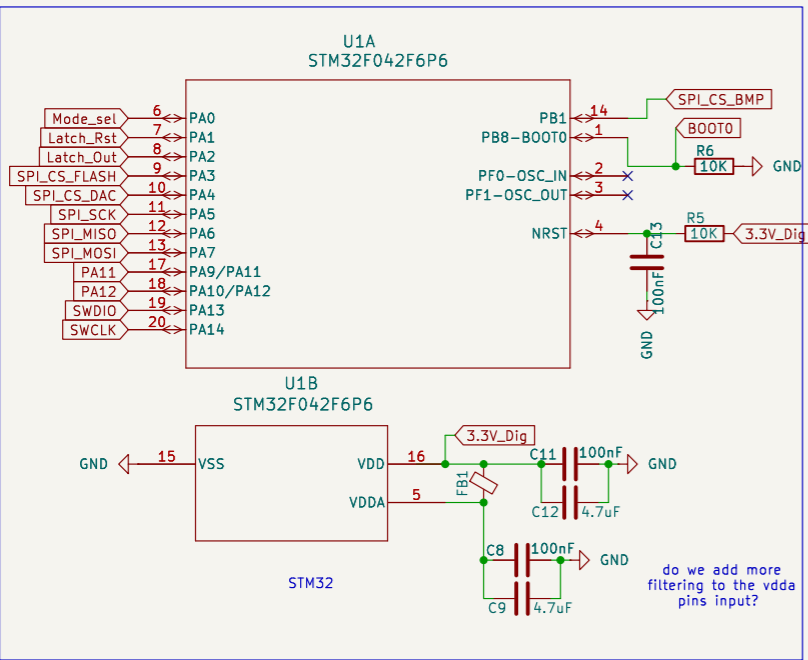 U1A
STM32F042F6P6
Mode_sel 6 PA0
Latch_Rst 7 PA1
Latch_Out 8 PA2
SPI_CS_FLASH 9 PA3
SPI_CS_DAC 10 PA4
SPI_SCK 11 PA5
SPI_MISO 12 PA6
SPI_MOSI 13 PA7
PA11 17 PA9/PA11
PA12 18 PA10/PA12
SWDIO 19 PA13
SWCLK 20 PA14
PB1 14 SPI_CS_BMP
PB8-BOOT0 1 BOOT0
R6
10K GND
PF0-OSC_IN 2
PF1-OSC_OUT 3
NRST 4
R5
10K 3.3V_Dig
C13
100nF
GND
U1B
STM32F042F6P6
GND 15 VSS
VDD 16
VDDA 5
3.3V_Dig
FB1
C11 100nF GND
C12 4.7uF
C8 100nF GND
C9 4.7uF
STM32
do we add more
filtering to the vdda
pins input?